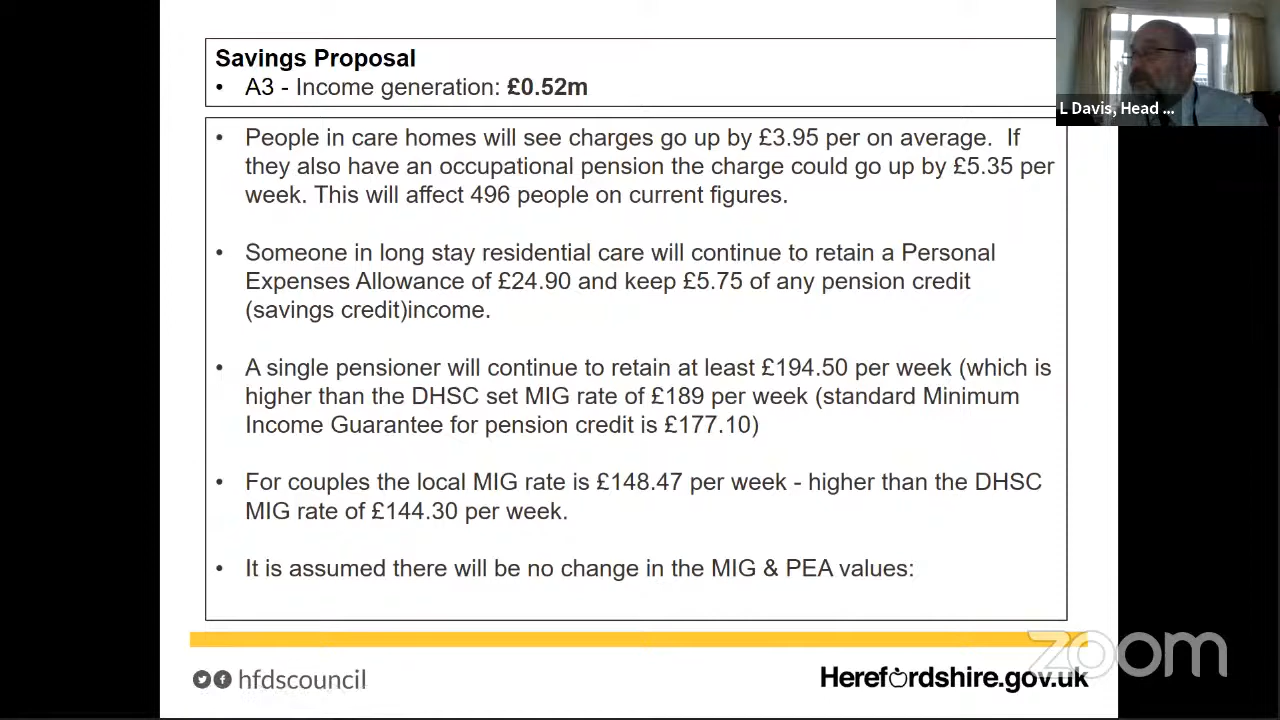 Savings Proposal
• A3 - Income generation: £0.52m
L Davis, Head ...
• People in care homes will see charges go up by £3.95 per on average. If
they also have an occupational pension the charge could go up by £5.35 per
week. This will affect 496 people on current figures.
• Someone in long stay residential care will continue to retain a Personal
Expenses Allowance of £24.90 and keep £5.75 of any pension credit
(savings credit)income.
• A single pensioner will continue to retain at least £194.50 per week (which is
higher than the DHSC set MIG rate of £189 per week (standard Minimum
Income Guarantee for pension credit is £177.10)
• For couples the local MIG rate is £148.47 per week - higher than the DHSC
MIG rate of £144.30 per week.
• It is assumed there will be no change in the MIG & PEA values:
zoom
hfdscouncil
Herefordshire.gov.uk